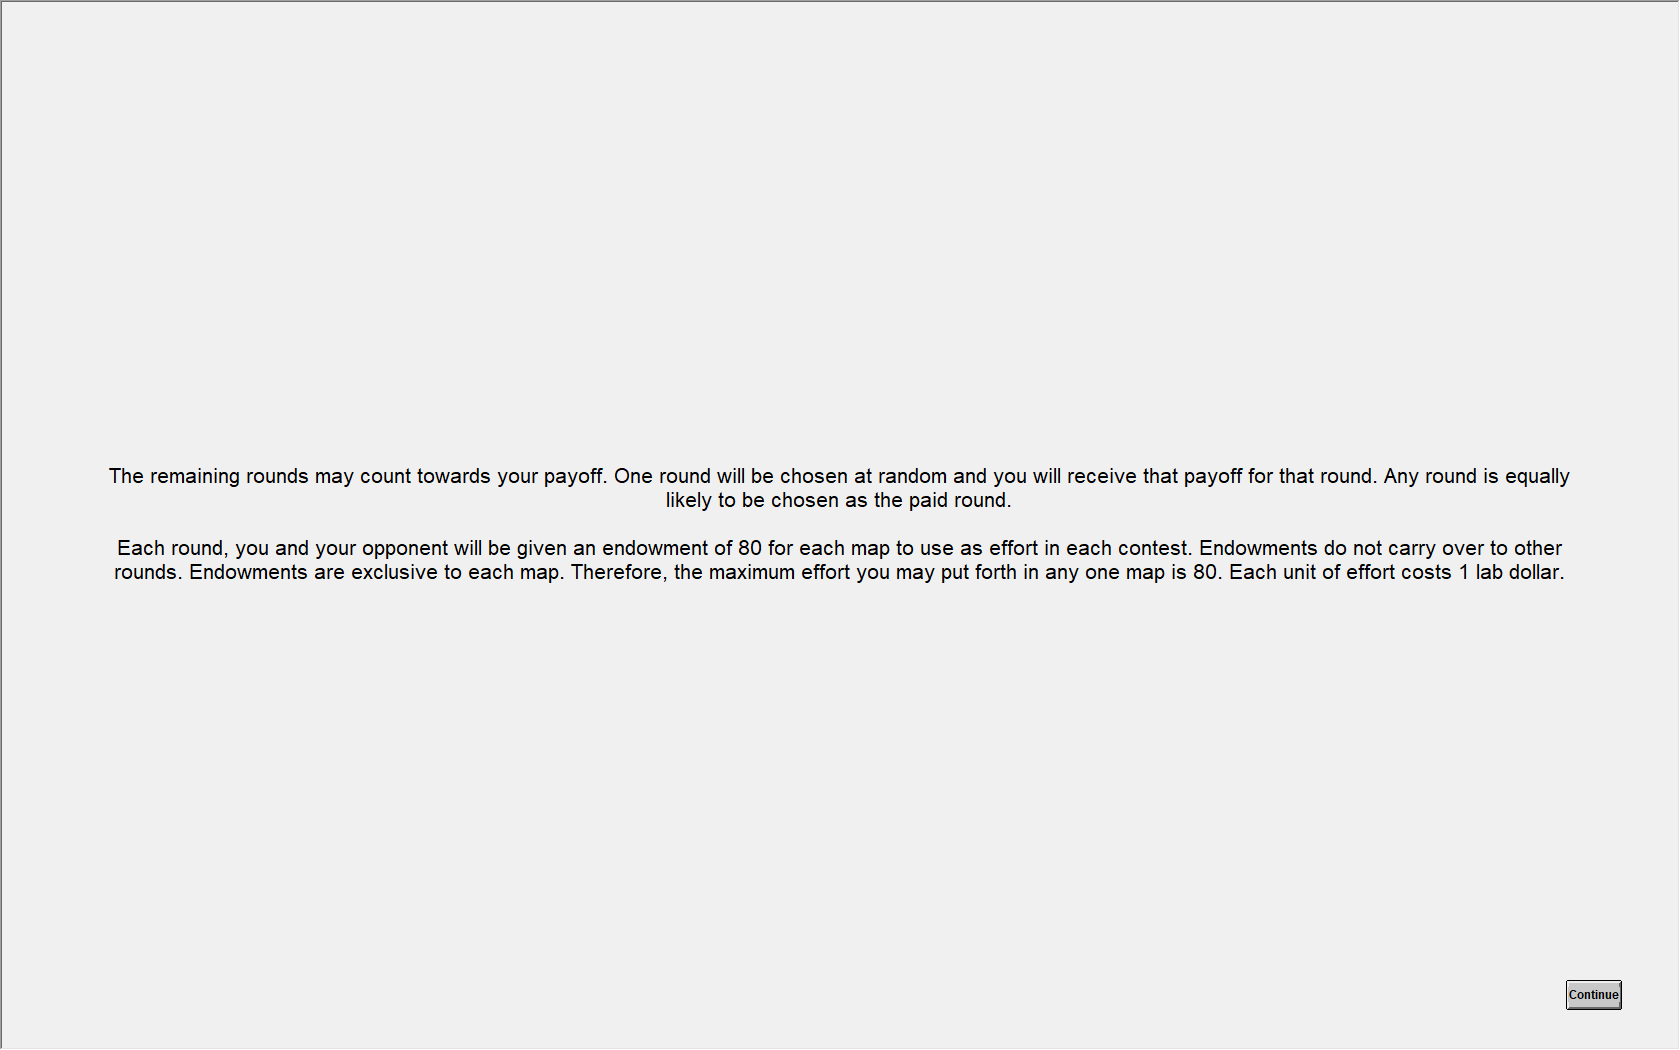 The remaining rounds may count towards your payoff. One round will be chosen at random and you will receive that payoff for that round. Any round is equally
likely to be chosen as the paid round.
Each round, you and your opponent will be given an endowment of 80 for each map to use as effort in each contest. Endowments do not carry over to other
rounds. Endowments are exclusive to each map. Therefore, the maximum effort you may put forth in any one map is 80. Each unit of effort costs 1 lab dollar.
Continue